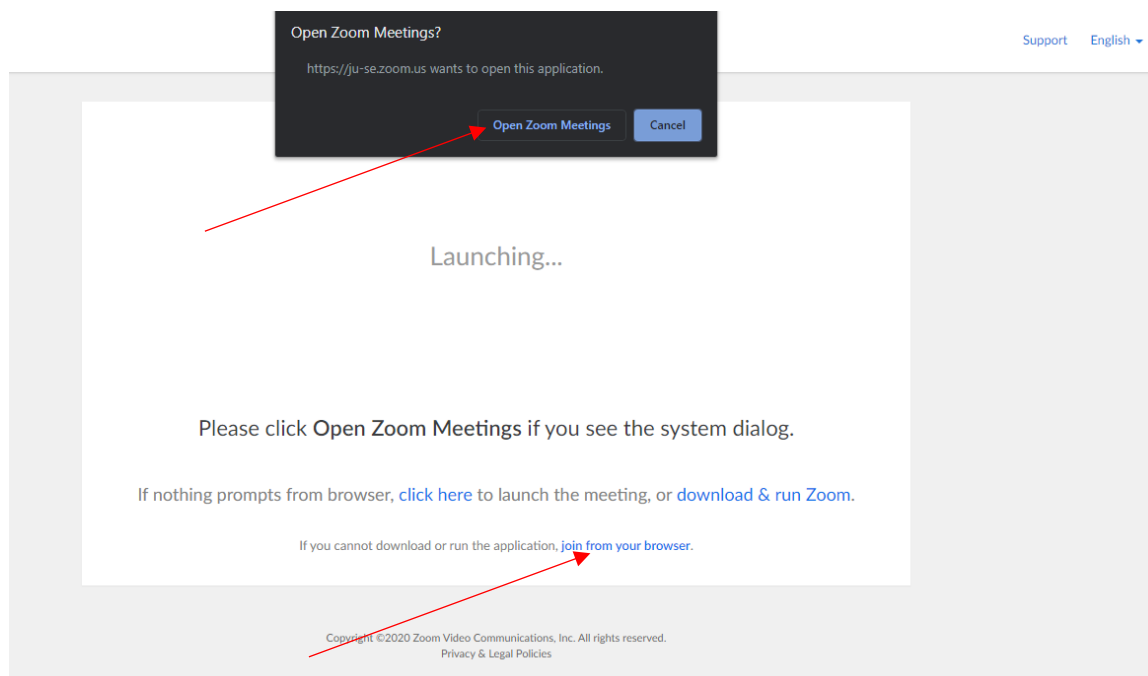 Open Zoom Meetings?
https://ju-se.zoom.us wants to open this application.
Open Zoom Meetings Cancel
Support English
Launching...
Please click Open Zoom Meetings if you see the system dialog.
If nothing prompts from browser, click here to launch the meeting, or download & run Zoom.
If you cannot download or run the application, join from your browser.
Copyright ©2020 Zoom Video Communications, Inc. All rights reserved.
Privacy & Legal Policies